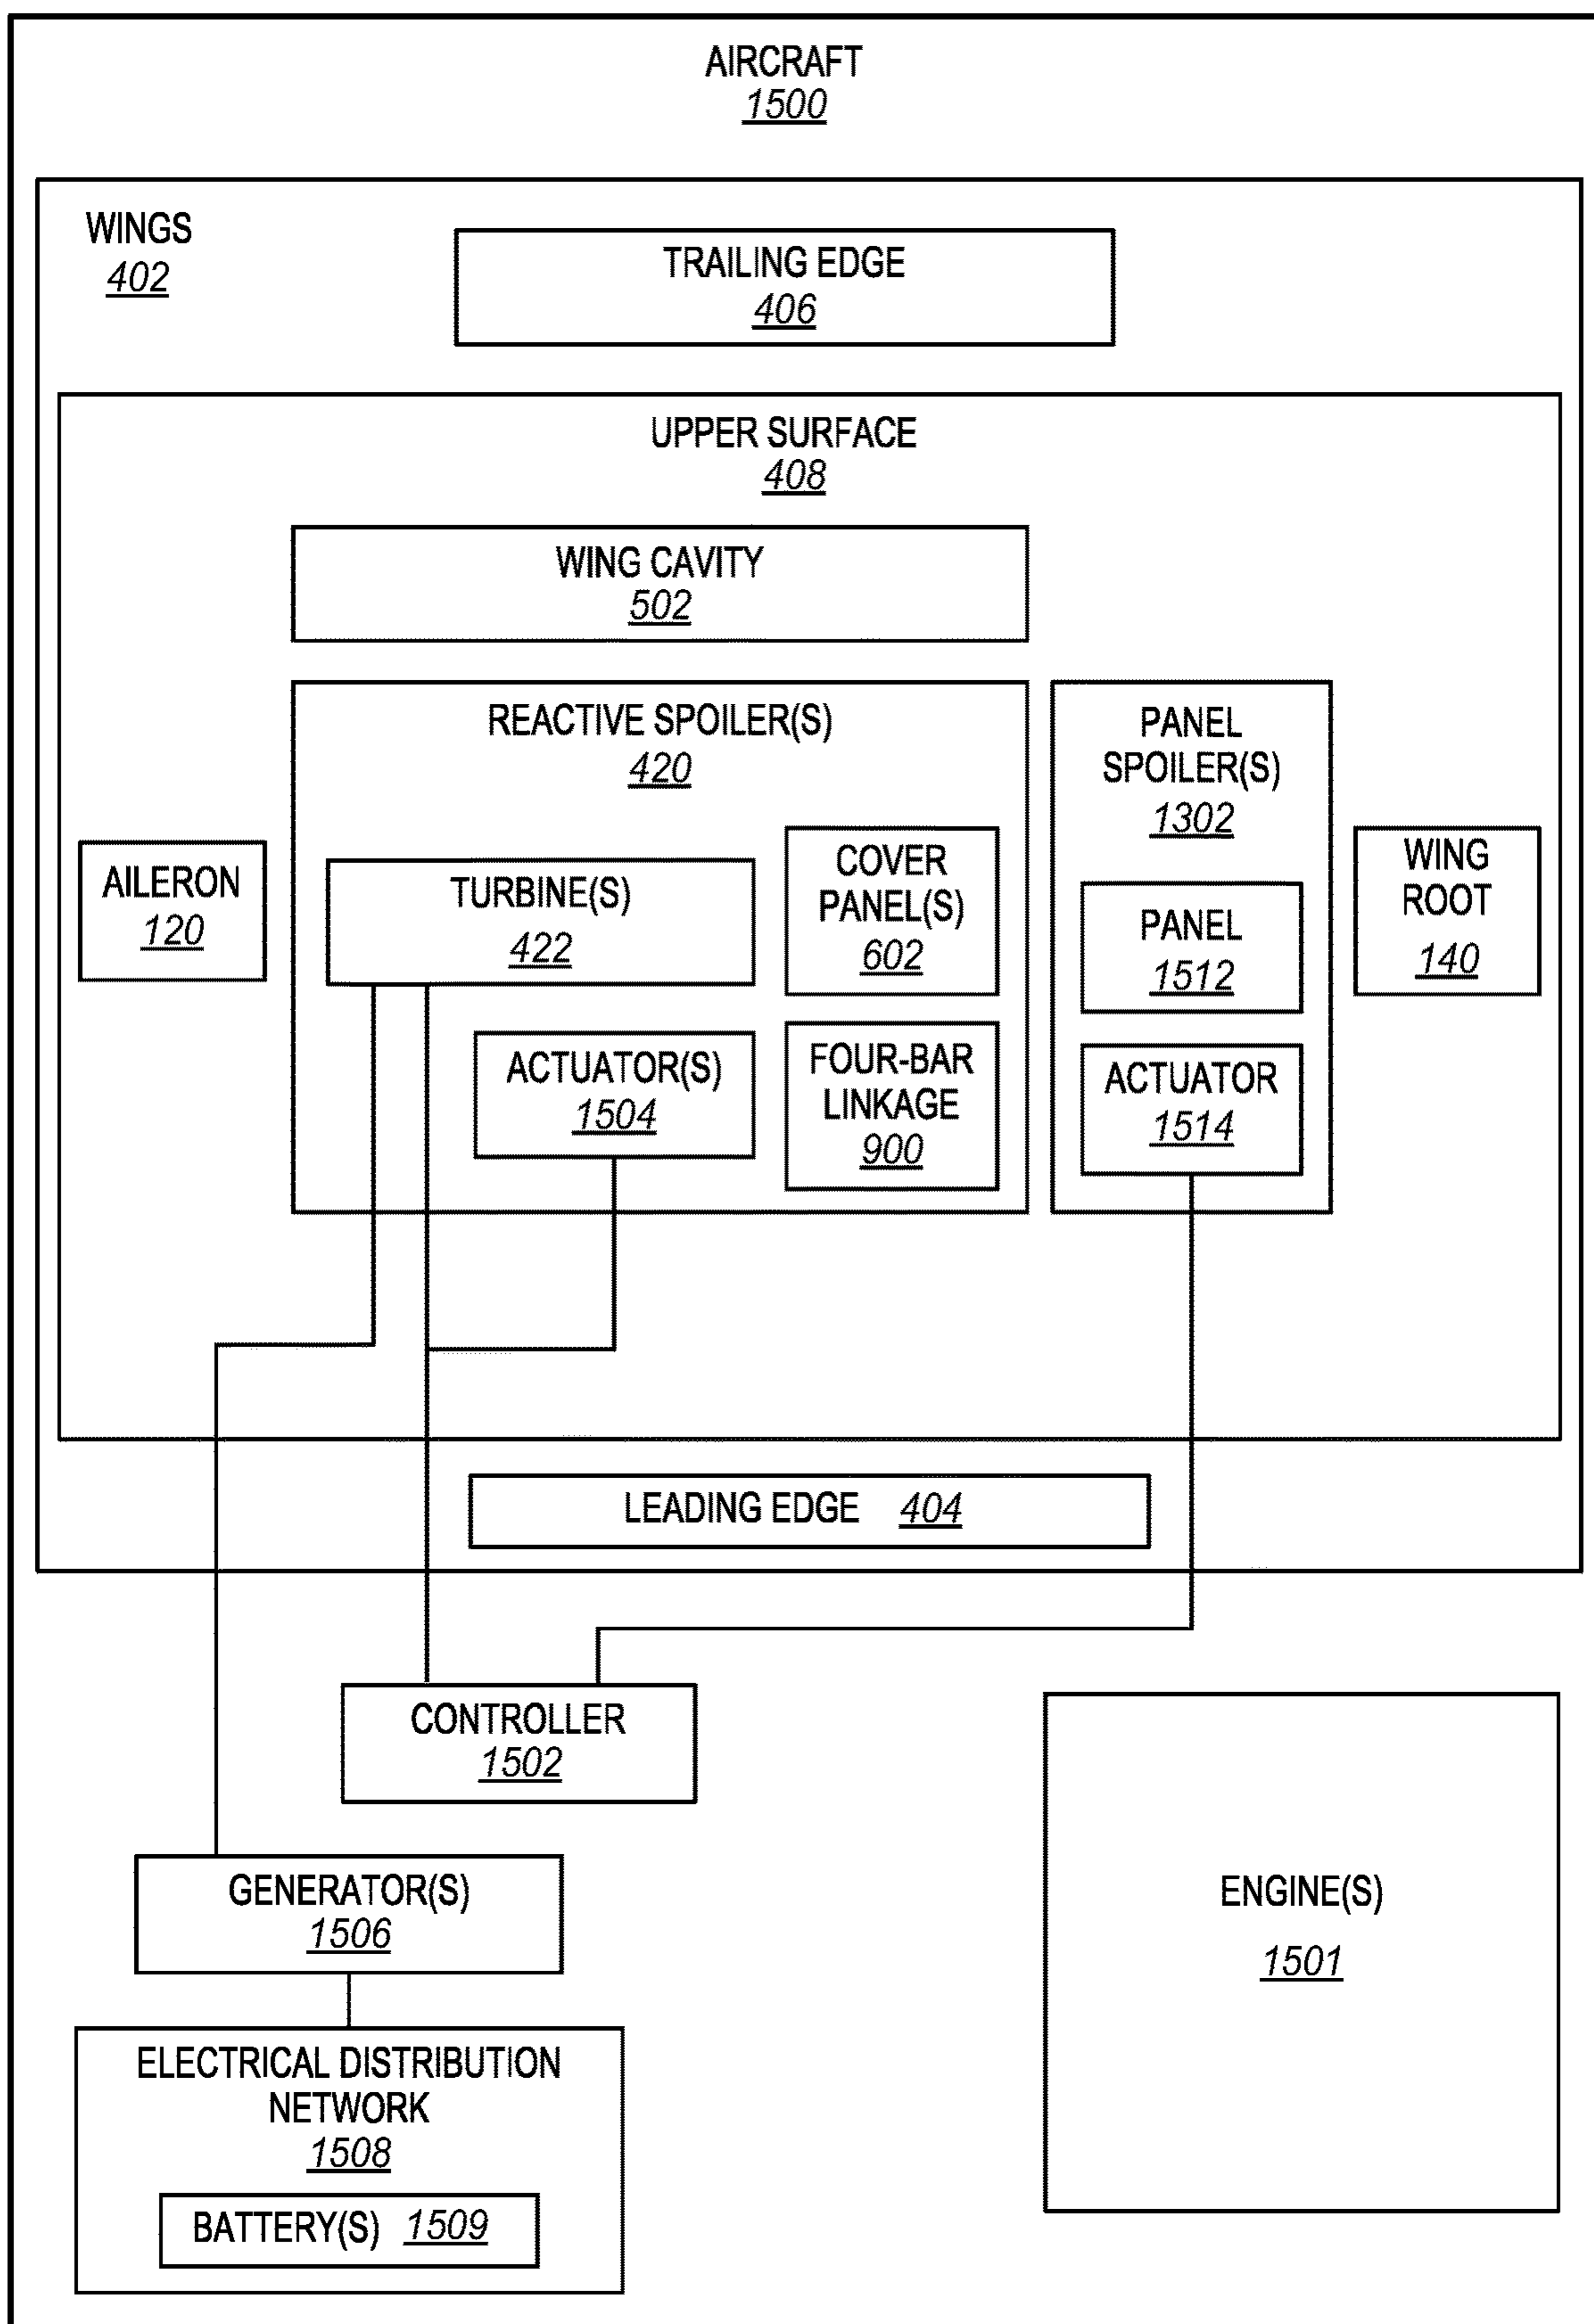 AIRCRAFT
1500
WINGS
402
TRAILING EDGE
406
UPPER SURFACE
408
WING CAVITY
502
REACTIVE SPOILER(S)
420
TURBINE(S)
422
COVER
PANEL(S)
602
ACTUATOR(S)
1504
FOUR-BAR
LINKAGE
900
PANEL
SPOILER(S)
1302
PANEL
1512
ACTUATOR
1514
AILERON
120
WING
ROOT
140
LEADING EDGE 404
CONTROLLER
1502
GENERATOR(S)
1506
ELECTRICAL DISTRIBUTION
NETWORK
1508
BATTERY(S) 1509
ENGINE(S)
1501